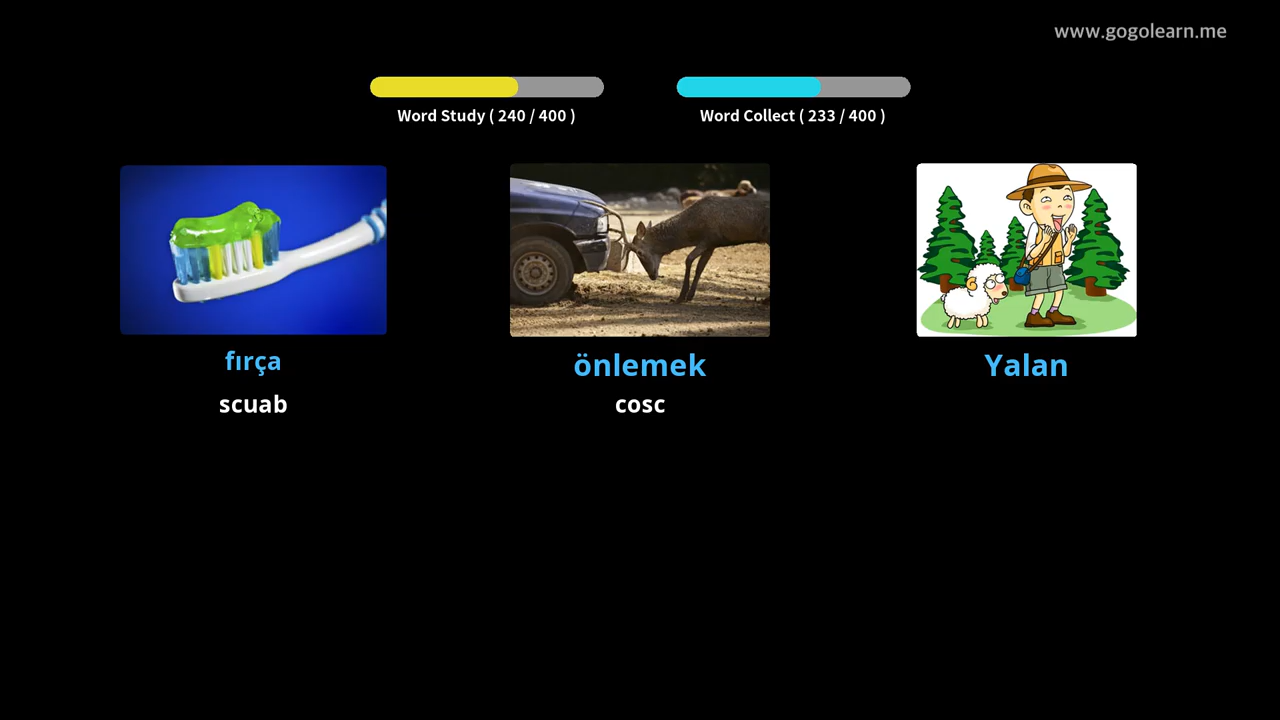 www.gogolearn.me
Word Study ( 240 / 400 )
Word Collect ( 233 / 400 )
fırça
scuab
önlemek
cosc
Yalan